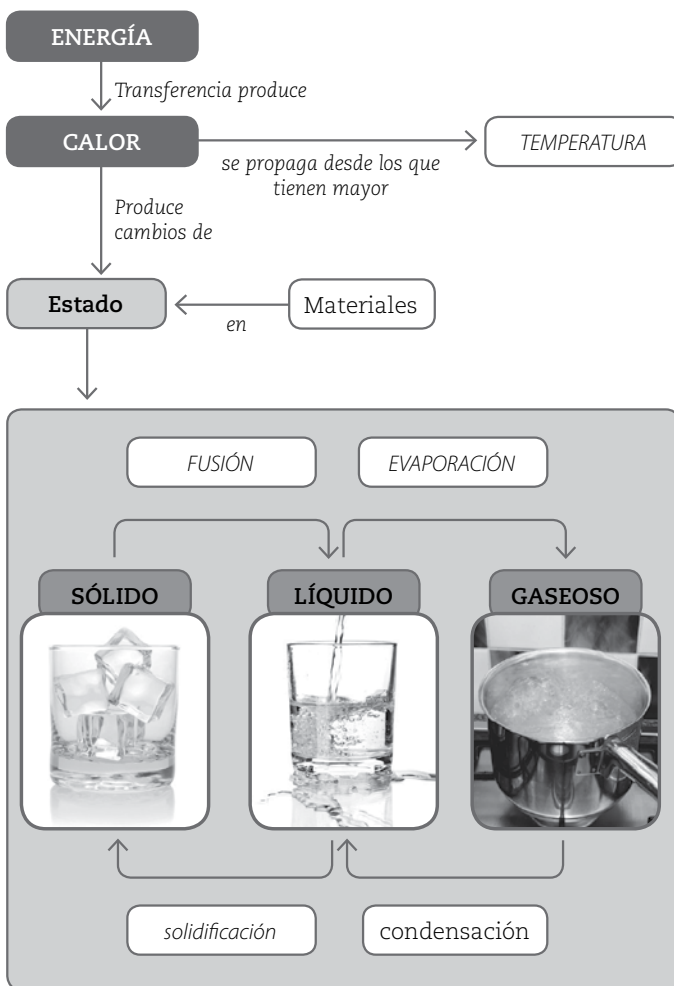 ENERGÍA
Transferencia produce
CALOR
se propaga desde los que
tienen mayor
TEMPERATURA
Produce
cambios de
Estado
en
Materiales
FUSIÓN
EVAPORACIÓN
SÓLIDO
LÍQUIDO
GASEOSO
solidificación
condensación